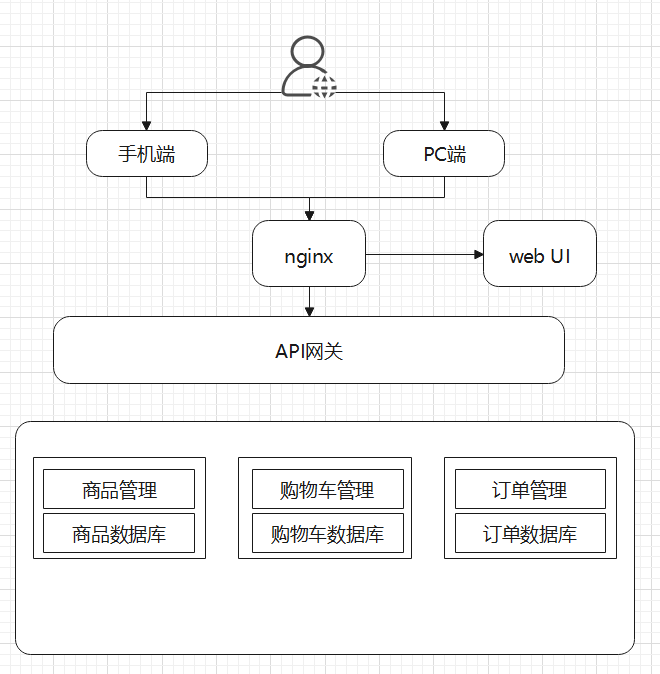 手机端
PC端
nginx
web UI
API网关
商品管理
购物车管理
订单管理
商品数据库
购物车数据库
订单数据库